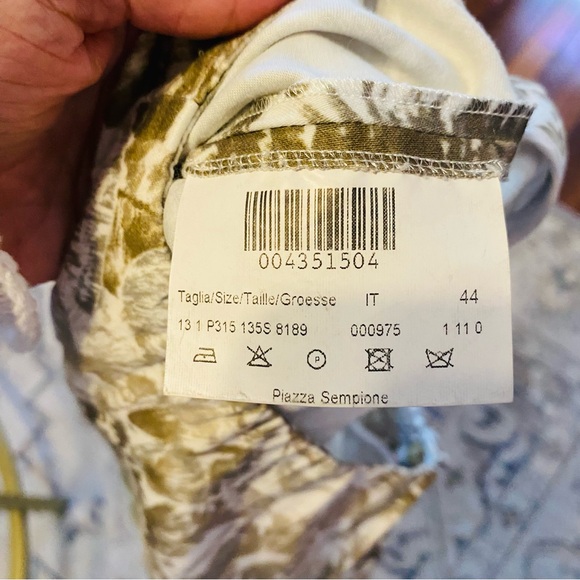 004351504
Taglia/Size/Taille/Groesse IT 44
13 1 P315 135S 8189 000975 1 11 0
P
Piazza Sempione